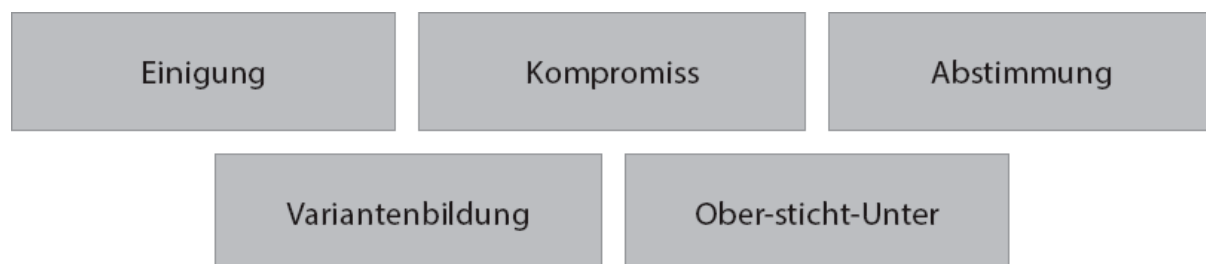 Einigung
Kompromiss
Abstimmung
Variantenbildung
Ober-sticht-Unter